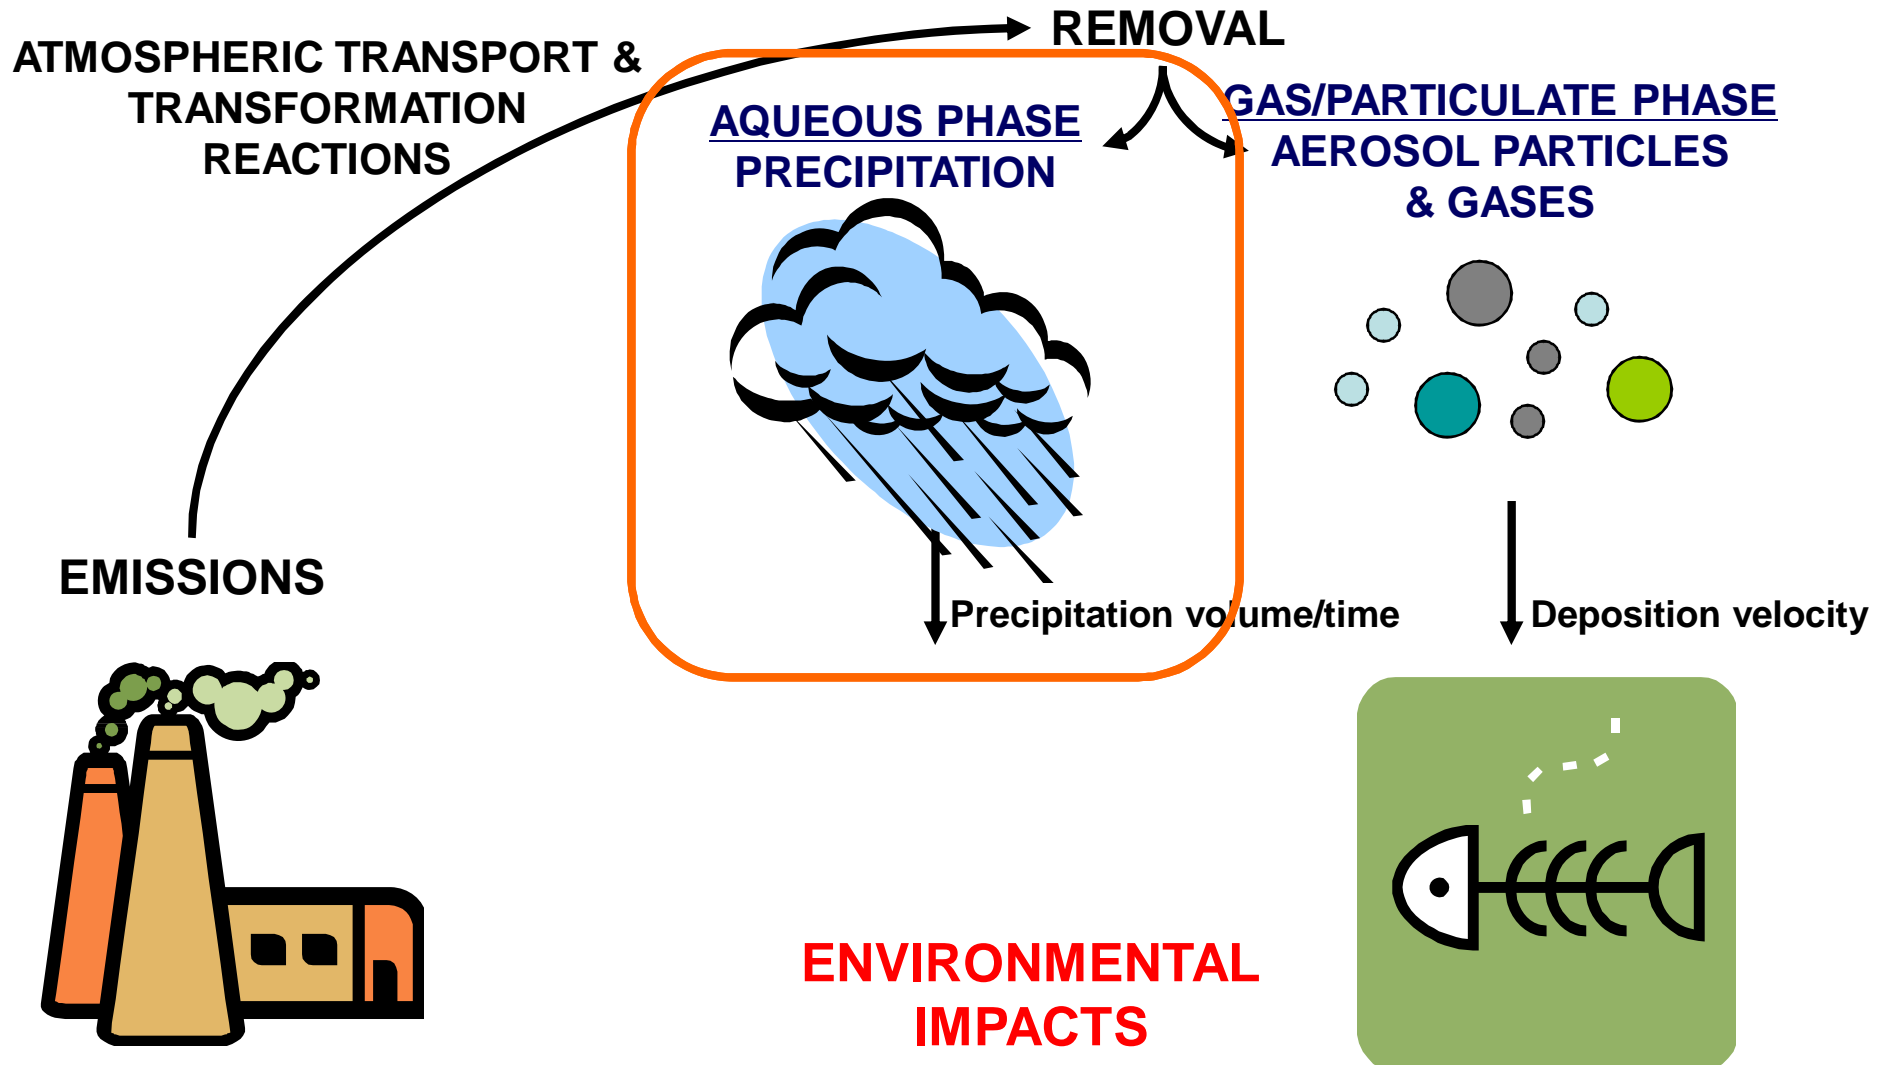 REMOVAL
ATMOSPHERIC TRANSPORT &
TRANSFORMATION
REACTIONS
AQUEOUS PHASE
PRECIPITATION
GAS/PARTICULATE PHASE
AEROSOL PARTICLES
& GASES
EMISSIONS
Precipitation volume/time
Deposition velocity
ENVIRONMENTAL
IMPACTS